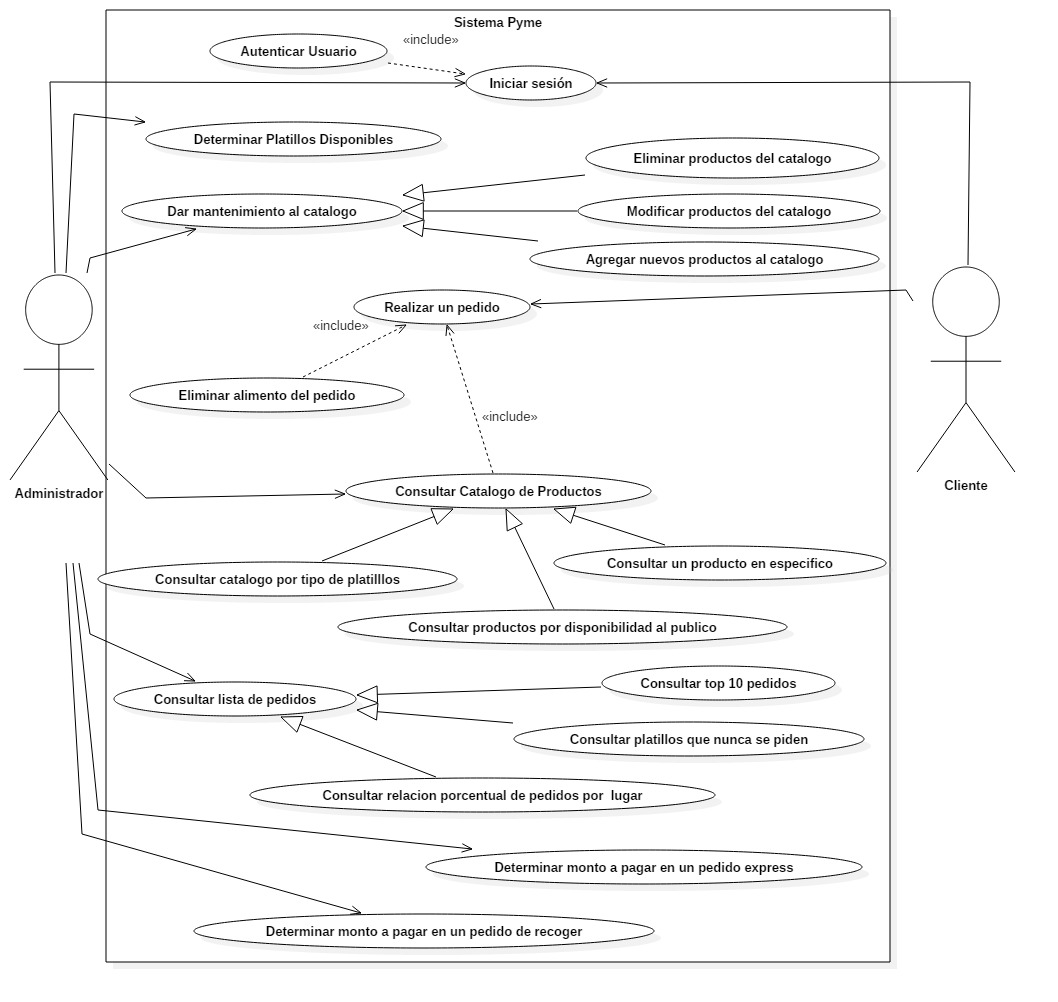 Sistema Pyme
«include»
Autenticar Usuario
Iniciar sesión
Determinar Platillos Disponibles
Eliminar productos del catalogo
Dar mantenimiento al catalogo
Modificar productos del catalogo
Agregar nuevos productos al catalogo
Realizar un pedido
«include»
Eliminar alimento del pedido
«include»
Administrador
Cliente
Consultar Catalogo de Productos
Consultar un producto en especifico
Consultar catalogo por tipo de platilllos
Consultar productos por disponibilidad al publico
Consultar top 10 pedidos
Consultar lista de pedidos
Consultar platillos que nunca se piden
Consultar relacion porcentual de pedidos por  lugar
Determinar monto a pagar en un pedido express
Determinar monto a pagar en un pedido de recoger